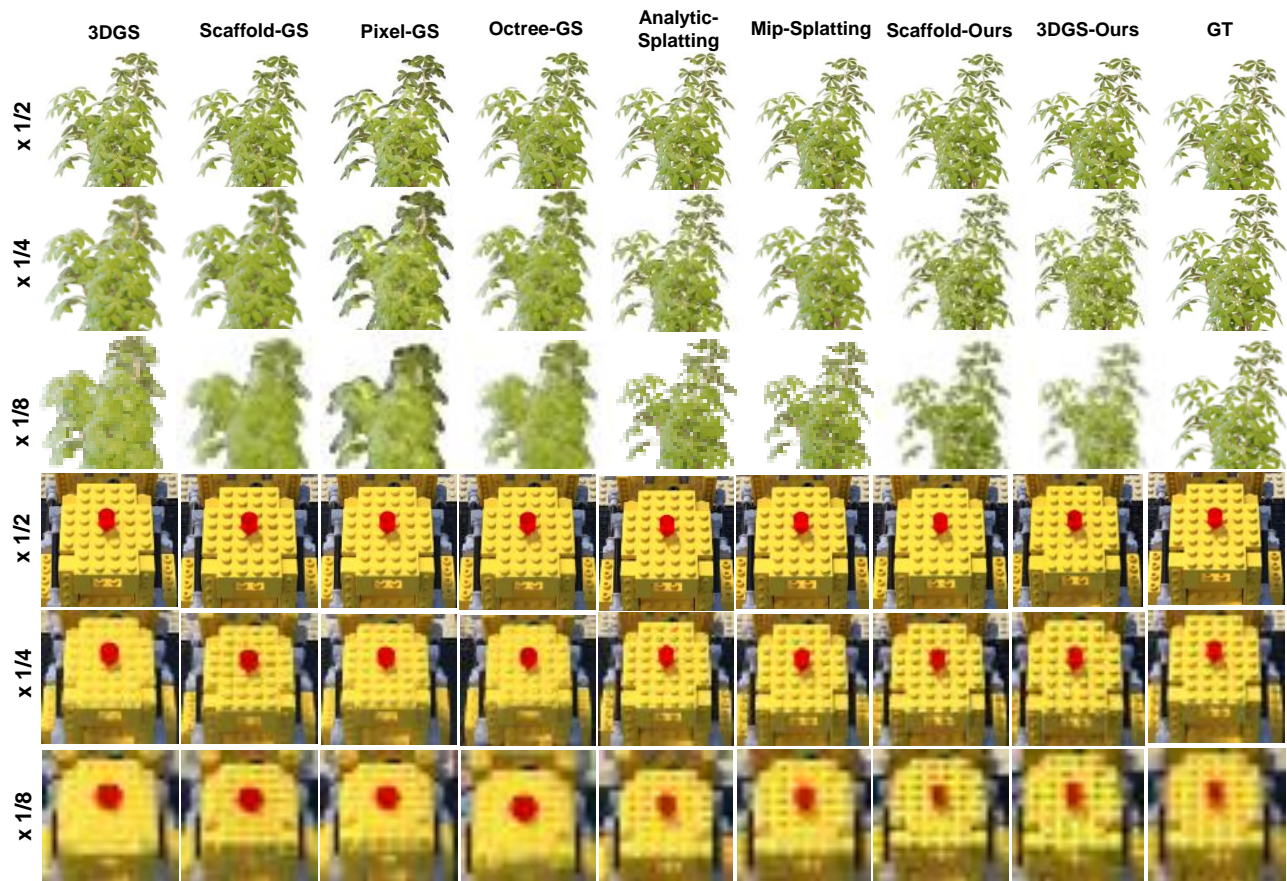 3DGS Scaffold-GS Pixel-GS Octree-GS Analytic- Mip-Splatting Scaffold-Ours 3DGS-Ours GT
Splatting
x 1/2
x 1/4
x 1/8
x 1/2
x 1/4
x 1/8